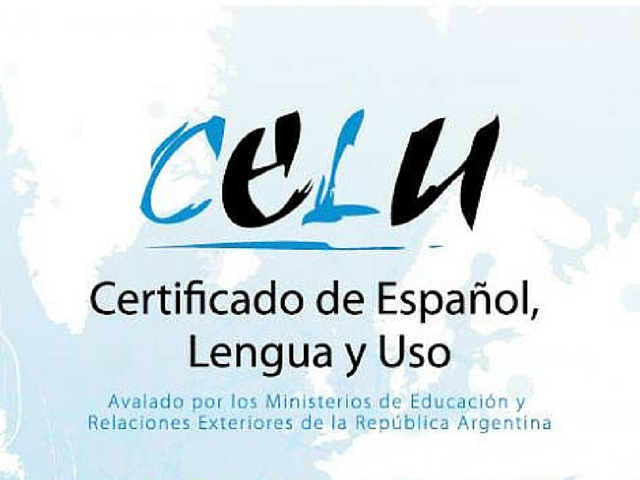 CELU
Certificado de Español,
Lengua y Uso
Avalado por los Ministerios de Educación y
Relaciones Exteriores de la República Argentina